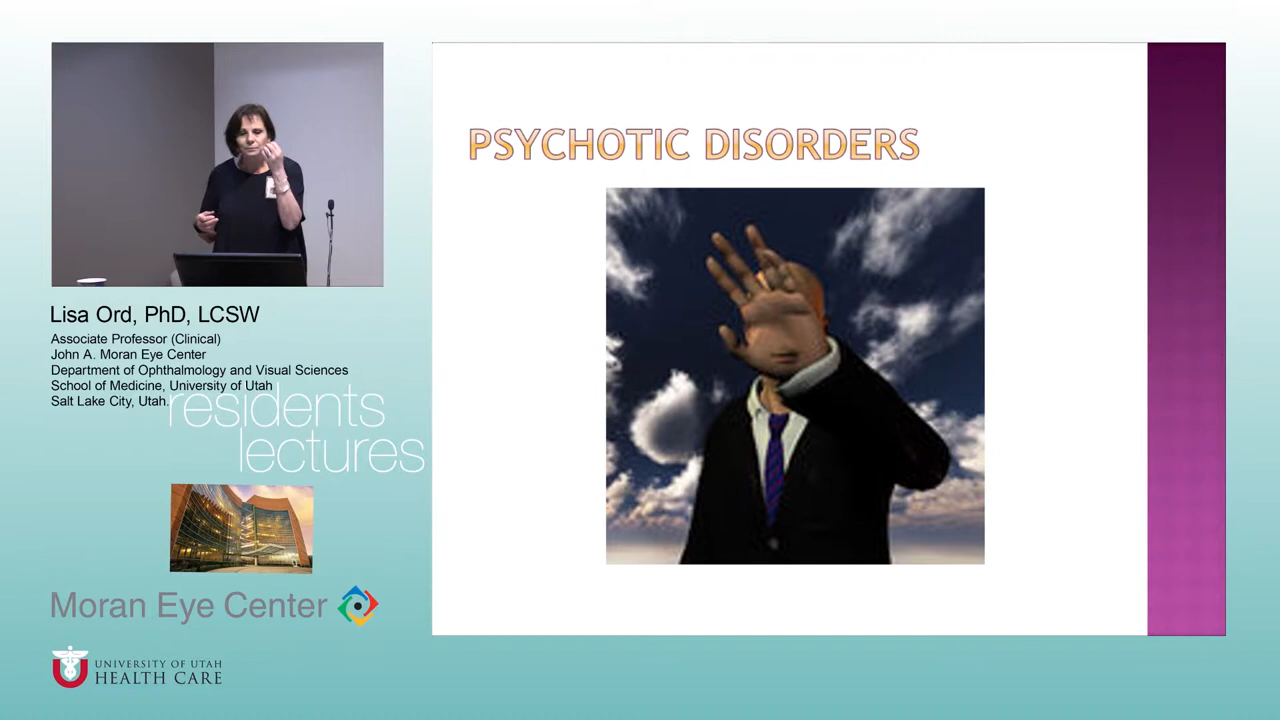 PSYCHOTIC DISORDERS
Lisa Ord, PhD, LCSW
Associate Professor (Clinical)
John A. Moran Eye Center
Department of Ophthalmology and Visual Sciences
School of Medicine, University of Utah
Salt Lake City, Utah.
residents
lectures
Moran Eye Center
UNIVERSITY OF UTAH
HEALTH CARE